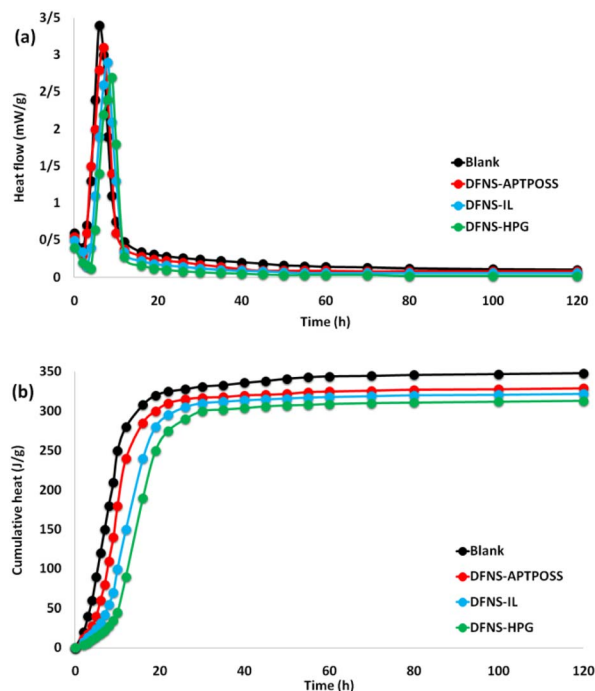 (a)
Heat flow (mW/g)
3/5
3
2/5
2
1/5
1
0/5
0
0 20 40 60 80 100 120
Time (h)
Blank
DFNS-APTPOSS
DFNS-IL
DFNS-HPG
(b)
Cumulative heat (J/g)
350
300
250
200
150
100
50
0
0 20 40 60 80 100 120
Time (h)
Blank
DFNS-APTPOSS
DFNS-IL
DFNS-HPG